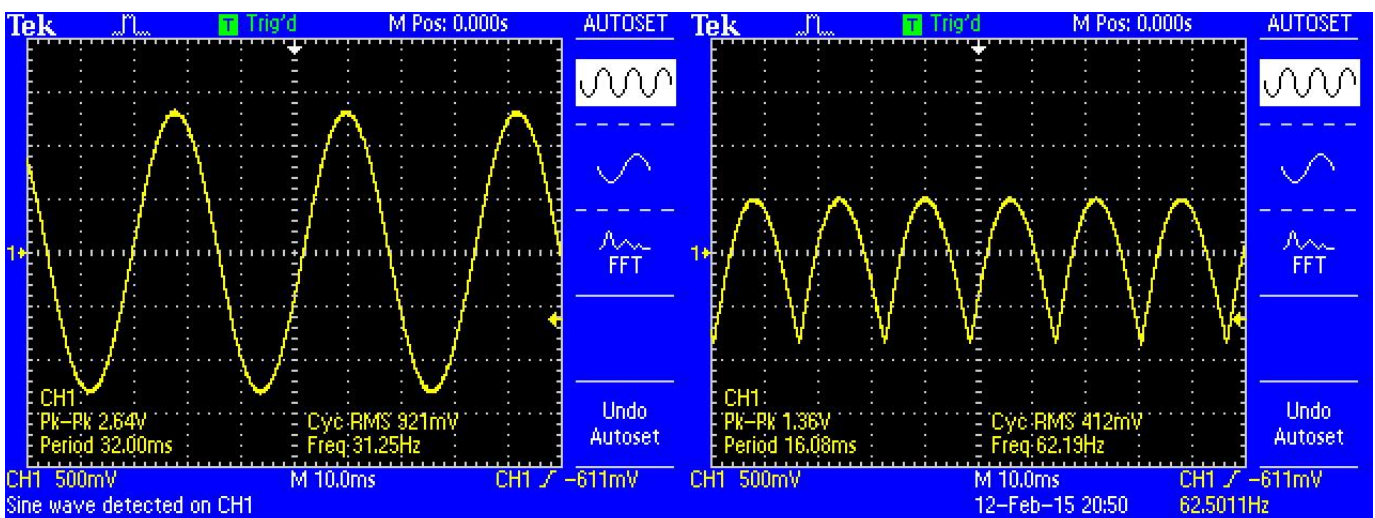 Tek T Trig'd M Pos: 0.000s AUTOSET
1
FFT
CH1
Pk-Pk 2.64V Cyc RMS 921mV
Period 32.00ms Freq 31.25Hz
Undo
Autoset
CH1 500mV M 10.0ms CH1 -611mV
Sine wave detected on CH1
Tek T Trig'd M Pos: 0.000s AUTOSET
1
FFT
CH1
Pk-Pk 1.36V Cyc RMS 412mV
Period 16.08ms Freq 62.19Hz
Undo
Autoset
CH1 500mV M 10.0ms CH1 -611mV
12-Feb-15 20:50 62.5011Hz